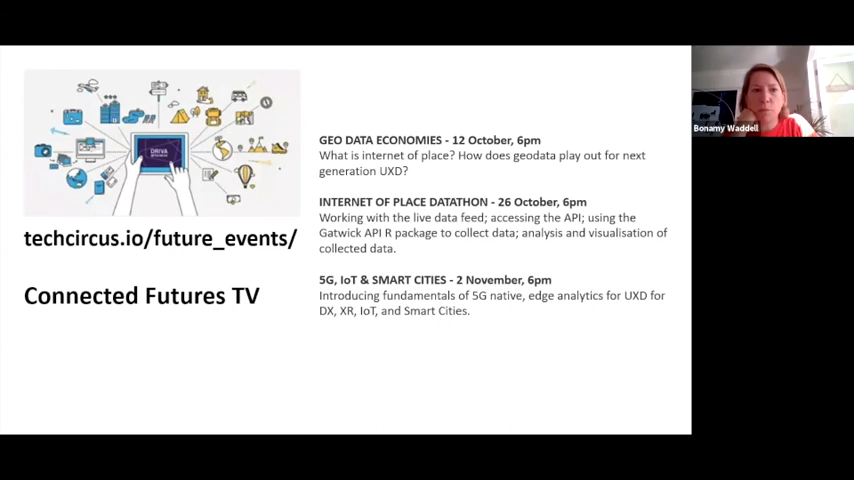 DRIVA
techcircus.io/future_events/
Connected Futures TV
GEO DATA ECONOMIES - 12 October, 6pm
What is internet of place? How does geodata play out for next
generation UXD?
INTERNET OF PLACE DATATHON - 26 October, 6pm
Working with the live data feed; accessing the API; using the
Gatwick API R package to collect data; analysis and visualisation of
collected data.
5G, IoT & SMART CITIES - 2 November, 6pm
Introducing fundamentals of 5G native, edge analytics for UXD for
DX, XR, IoT, and Smart Cities.
Bonamy Waddell